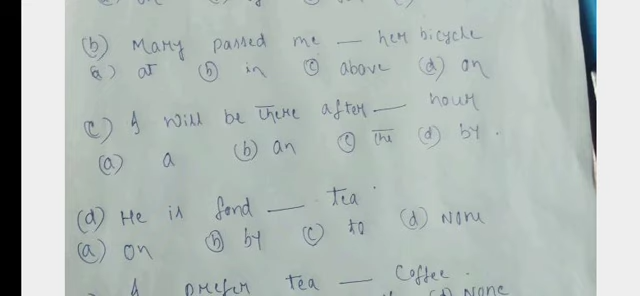 (b) Mary passed me — her bicycle
(a) at (b) in (c) above (d) on
(c) I will be there after — hour
(a) a (b) an (c) the (d) by.
(d) He is fond — tea
(a) on (b) by (c) to (d) None
I prefer tea — coffee.
(d) None